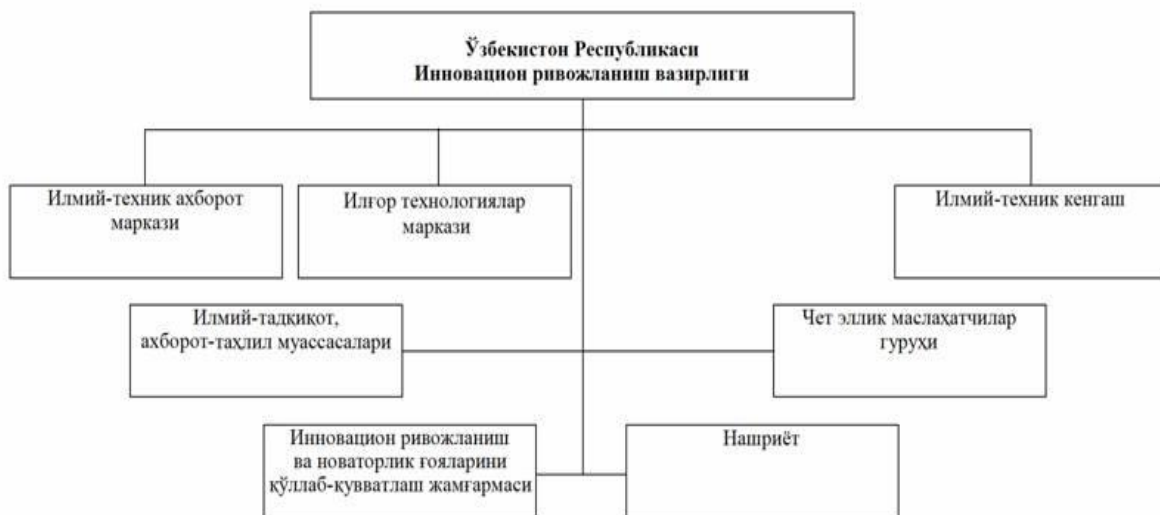 Ўзбекистон Республикаси
Инновацион ривожланиш вазирлиги
Илмий-техник ахборот
маркази
Илғор технологиялар
маркази
Илмий-техник кенгаш
Илмий-тадқиқот,
ахборот-таҳлил муассасалари
Чет эллик маслаҳатчилар
гуруҳи
Инновацион ривожланиш
ва новаторлик ғояларини
қўллаб-қувватлаш жамғармаси
Нашриёт